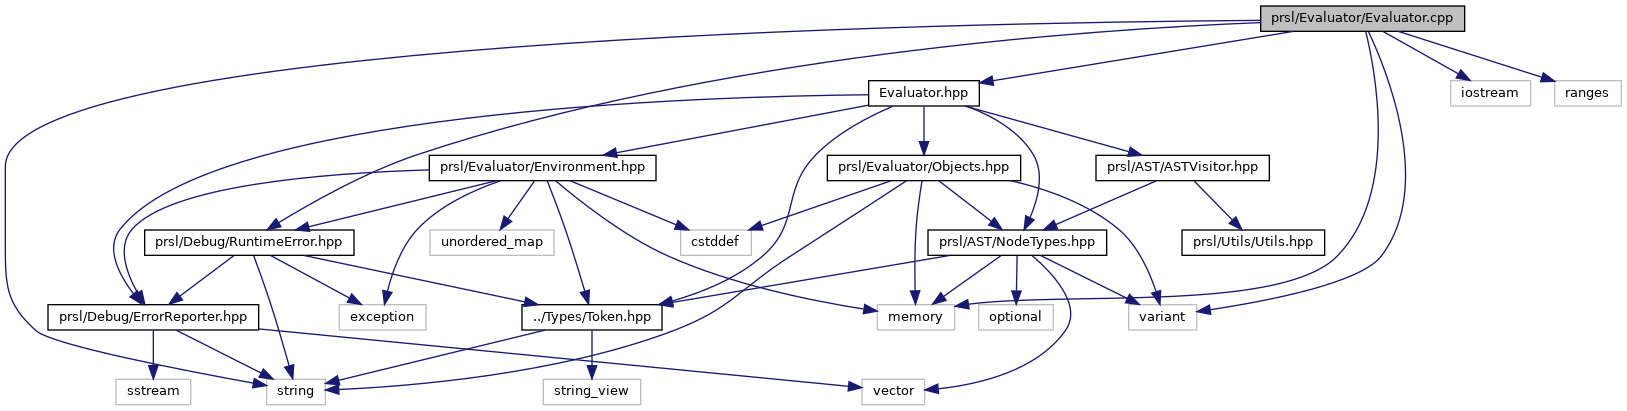 prsl/Evaluator/Evaluator.cpp
Evaluator.hpp
iostream
ranges
prsl/Evaluator/Environment.hpp
prsl/Evaluator/Objects.hpp
prsl/AST/ASTVisitor.hpp
prsl/Debug/RuntimeError.hpp
unordered_map
cstddef
prsl/AST/NodeTypes.hpp
prsl/Utils/Utils.hpp
prsl/Debug/ErrorReporter.hpp
exception
../Types/Token.hpp
memory
optional
variant
sstream
string
string_view
vector